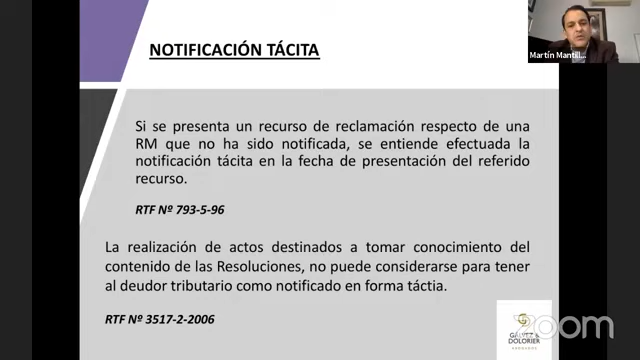 NOTIFICACIÓN TÁCITA
Martín Mantill...
Si se presenta un recurso de reclamación respecto de una
RM que no ha sido notificada, se entiende efectuada la
notificación tácita en la fecha de presentación del referido
recurso.
RTF Nº 793-5-96
La realización de actos destinados a tomar conocimiento del
contenido de las Resoluciones, no puede considerarse para tener
al deudor tributario como notificado en forma táctia.
RTF Nº 3517-2-2006
GÁLVEZ &
DOLORIER
ABOGADOS
zoom